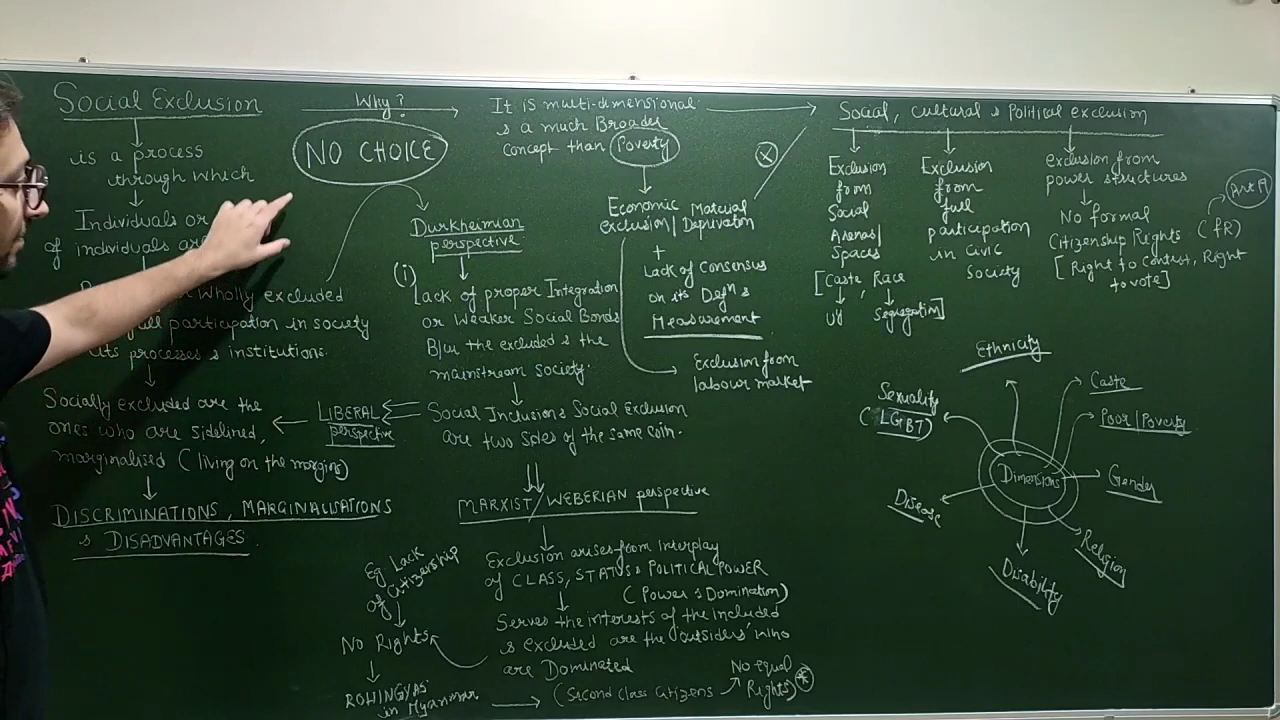 Social Exclusion
is a process
through which
Individuals or
of individuals are
Wholly excluded
full participation in society
its processes & institutions.
Socially excluded are the
ones who are sidelined,
marginalised (living on the margins)
DISCRIMINATIONS, MARGINALISATIONS
& DISADVANTAGES.
Why?
NO CHOICE
Durkheimian
perspective
(i)
Lack of proper Integration
or Weaker Social Bonds
B/w the excluded & the
mainstream society.
Social Inclusion & Social Exclusion
are two sides of the same coin.
LIBERAL
perspective
MARXIST/WEBERIAN perspective
Exclusion arises from Interplay
of CLASS, STATUS & POLITICAL POWER
(Power & Domination)
Serves the interests of the Included
& excluded are the 'outsiders' who
are Dominated
Eg Lack
of Citizenship
No Rights
ROHINGYAS
in Myanmar
(Second Class Citizens
No equal
Rights)*
It is multi-dimensional
& a much Broader
concept than Poverty
Economic
exclusion/
Material
Deprivation
+
Lack of Consensus
on its Defn &
Measurement
Exclusion from
labour market
x
Social, cultural & Political exclusion
Exclusion
from
Social
Arenas/
Spaces
[Caste, Race
Segregation]
Exclusion
from
full
participation
in civic
Society
exclusion from
power structures
No formal
Citizenship Rights (FR)
[Right to Contest, Right
to vote]
Dimensions
Ethnicity
Caste
Poor/Poverty
Gender
Religion
Disability
Disease
Sexuality
(LGBT)